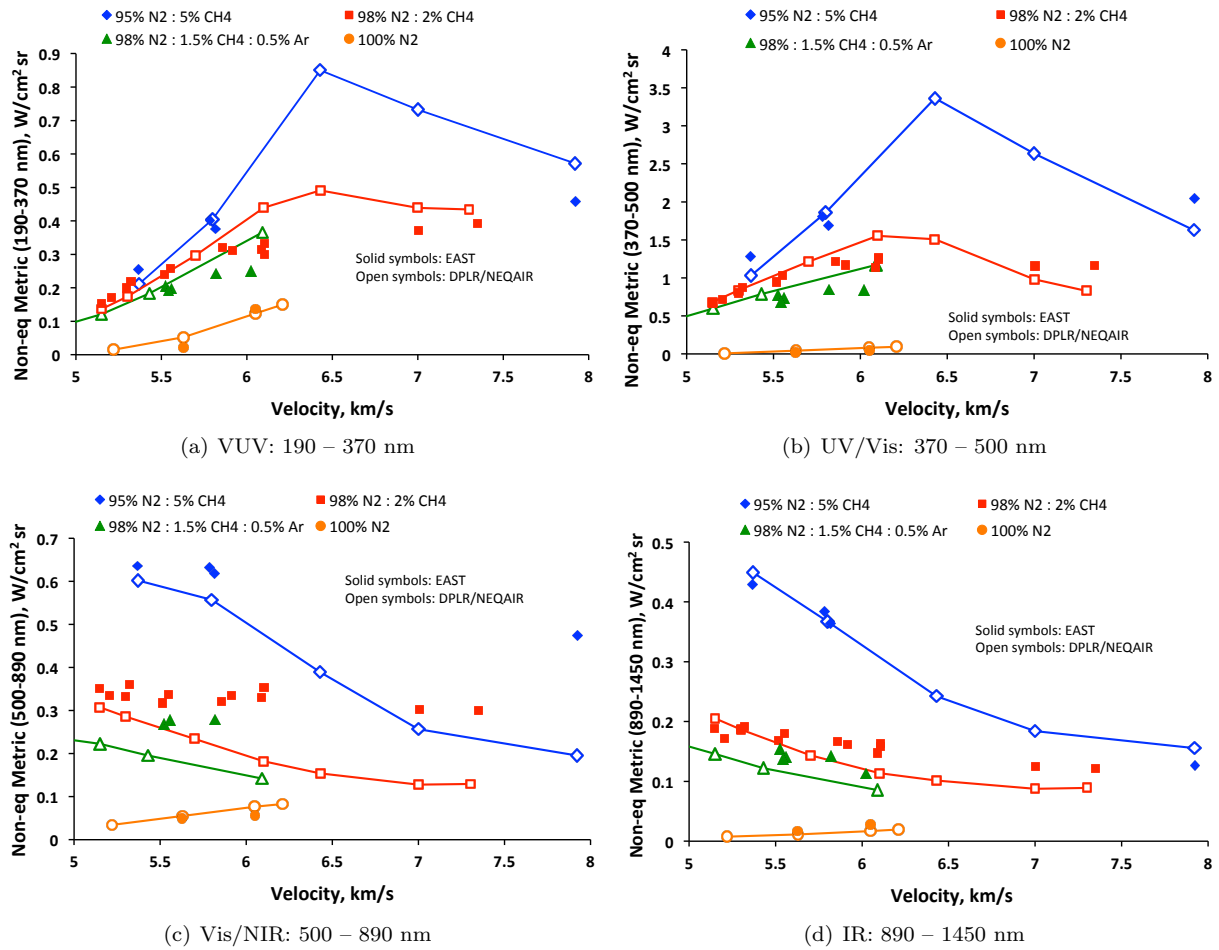 95% N2 : 5% CH4
98% N2 : 2% CH4
98% N2 : 1.5% CH4 : 0.5% Ar
100% N2
Non-eq Metric (190-370 nm), W/cm² sr
0.9
0.8
0.7
0.6
0.5
0.4
0.3
0.2
0.1
0
Solid symbols: EAST
Open symbols: DPLR/NEQAIR
5 5.5 6 6.5 7 7.5 8
Velocity, km/s
(a) VUV: 190 – 370 nm
95% N2 : 5% CH4
98% N2 : 2% CH4
98% : 1.5% CH4 : 0.5% Ar
100% N2
Non-eq Metric (370-500 nm), W/cm² sr
4
3.5
3
2.5
2
1.5
1
0.5
0
Solid symbols: EAST
Open symbols: DPLR/NEQAIR
5 5.5 6 6.5 7 7.5 8
Velocity, km/s
(b) UV/Vis: 370 – 500 nm
95% N2 : 5% CH4
98% N2 : 2% CH4
98% N2 : 1.5% CH4 : 0.5% Ar
100% N2
Non-eq Metric (500-890 nm), W/cm² sr
0.7
0.6
0.5
0.4
0.3
0.2
0.1
0
Solid symbols: EAST
Open symbols: DPLR/NEQAIR
5 5.5 6 6.5 7 7.5 8
Velocity, km/s
(c) Vis/NIR: 500 – 890 nm
95% N2 : 5% CH4
98% N2 : 2% CH4
98% N2 : 1.5% CH4 : 0.5% Ar
100% N2
Non-eq Metric (890-1450 nm), W/cm² sr
0.5
0.4
0.3
0.2
0.1
0
Solid symbols: EAST
Open symbols: DPLR/NEQAIR
5 5.5 6 6.5 7 7.5 8
Velocity, km/s
(d) IR: 890 – 1450 nm